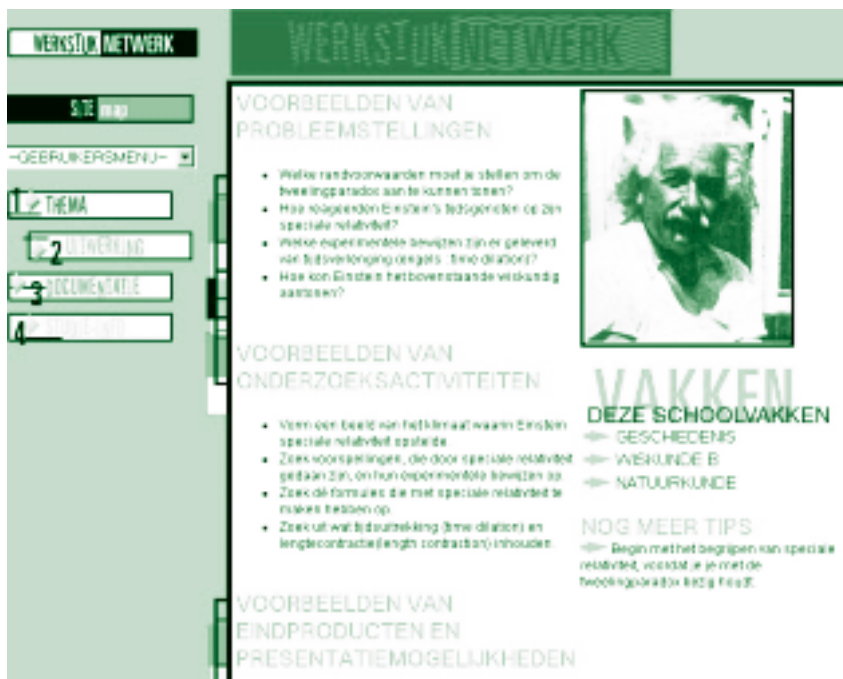 WERKSTUK NETWERK
WERKSTUK NETWERK
SITE map
-GEBRUIKERSMENU-
1 THEMA
2 UITWERKING
3 DOCUMENTATIE
4 STUDIE-INFO
VOORBEELDEN VAN
PROBLEEMSTELLINGEN
Welke randvoorwaarden moet je stellen om de
tweelingparadox aan te kunnen tonen?
Hoe reageerden Einstein's tijdsgenoten op zijn
speciale relativiteit?
Welke experimentele bewijzen zijn er geleverd
van tijdsverlenging (engels : time dilation)?
Hoe kon Einstein het bovenstaande wiskundig
aantonen?
VOORBEELDEN VAN
ONDERZOEKSACTIVITEITEN
Vorm een beeld van het klimaat waarin Einstein
speciale relativiteit opstelde.
Zoek voorspellingen, die door speciale relativiteit
gedaan zijn, en hun experimentele bewijzen op.
Zoek dé formules die met speciale relativiteit te
maken hebben op.
Zoek uit wat tijdsuitrekking (time dilation) en
lengtecontractie(length contraction) inhouden.
VOORBEELDEN VAN
EINDPRODUCTEN EN
PRESENTATIEMOGELIJKHEDEN
VAKKEN
DEZE SCHOOLVAKKEN
GESCHIEDENIS
WISKUNDE B
NATUURKUNDE
NOG MEER TIPS
Begin met het begrijpen van speciale
relativiteit, voordat je je met de
tweelingparadox bezig houdt.